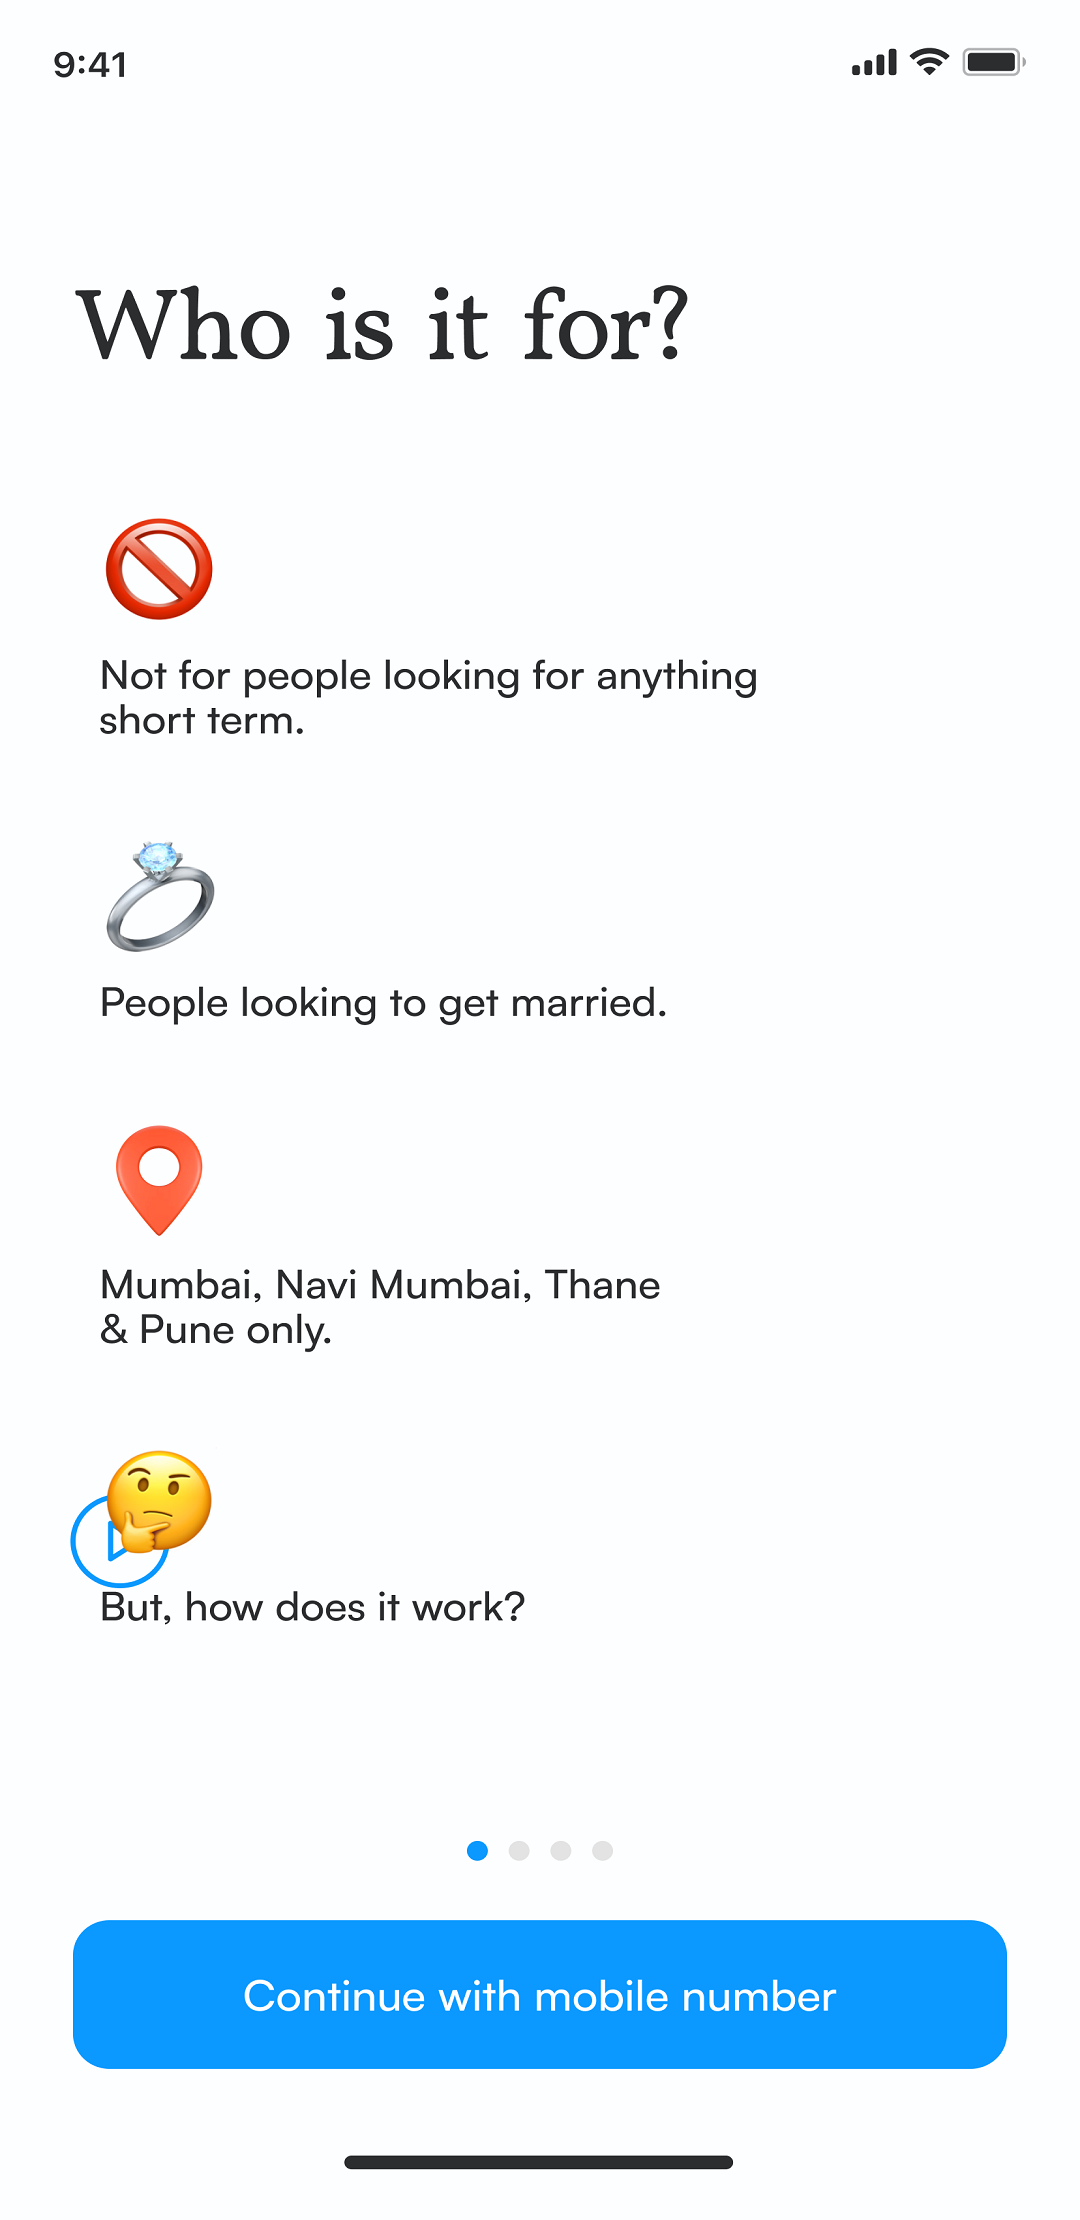 9:41
Who is it for?
Not for people looking for anything
short term.
People looking to get married.
Mumbai, Navi Mumbai, Thane
& Pune only.
But, how does it work?
Continue with mobile number